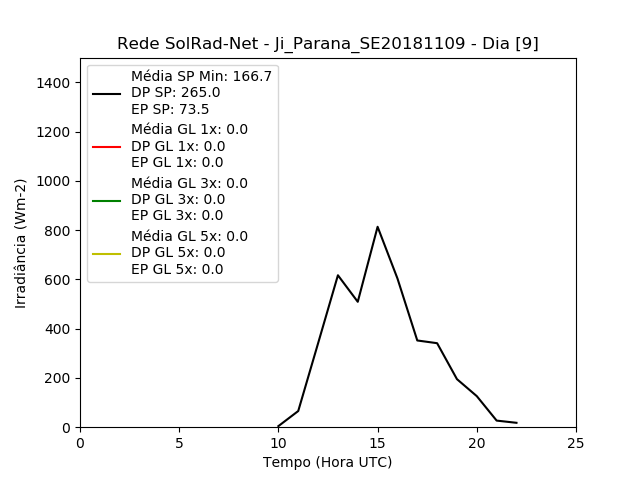 Rede SolRad-Net - Ji_Parana_SE20181109 - Dia [9]
Média SP Min: 166.7
DP SP: 265.0
EP SP: 73.5
Média GL 1x: 0.0
DP GL 1x: 0.0
EP GL 1x: 0.0
Média GL 3x: 0.0
DP GL 3x: 0.0
EP GL 3x: 0.0
Média GL 5x: 0.0
DP GL 5x: 0.0
EP GL 5x: 0.0
Irradiância (Wm-2)
1400
1200
1000
800
600
400
200
0
0 5 10 15 20 25
Tempo (Hora UTC)